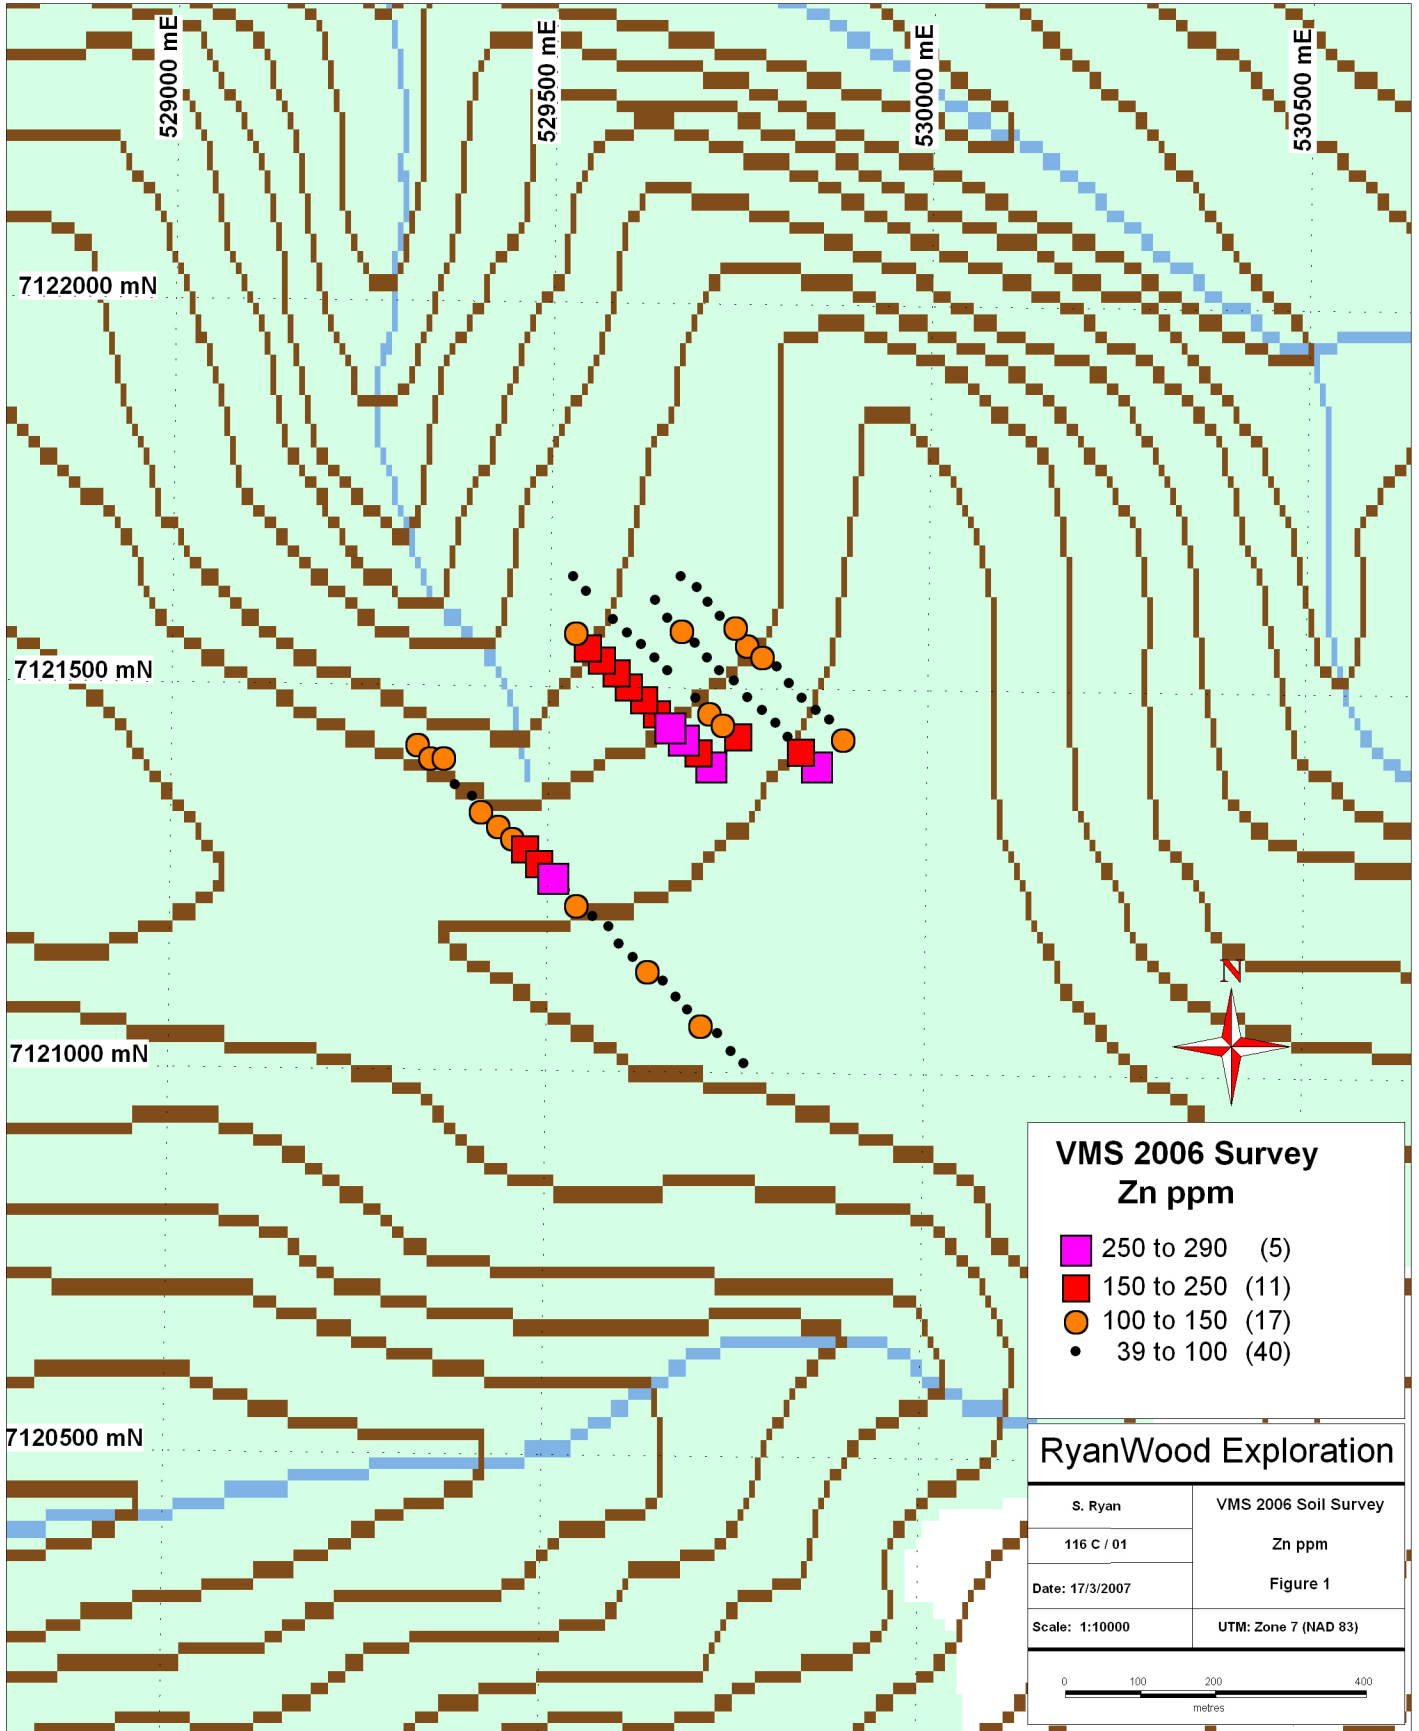 529000 mE
529500 mE
530000 mE
530500 mE
7122000 mN
7121500 mN
7121000 mN
7120500 mN
N
VMS 2006 Survey
Zn ppm
250 to 290 (5)
150 to 250 (11)
100 to 150 (17)
39 to 100 (40)
RyanWood Exploration
S. Ryan
116 C / 01
Date: 17/3/2007
Scale: 1:10000
VMS 2006 Soil Survey
Zn ppm
Figure 1
UTM: Zone 7 (NAD 83)
0 100 200 400
metres